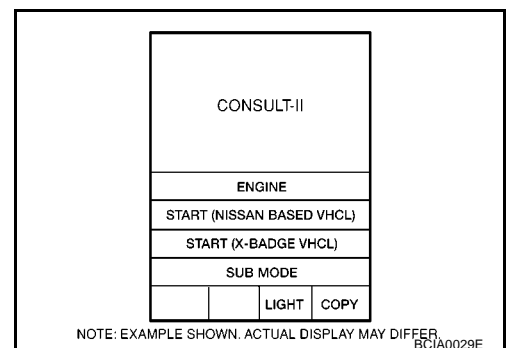 CONSULT-II
ENGINE
START (NISSAN BASED VHCL)
START (X-BADGE VHCL)
SUB MODE
LIGHT COPY
NOTE: EXAMPLE SHOWN. ACTUAL DISPLAY MAY DIFFER.
BCIA0029E